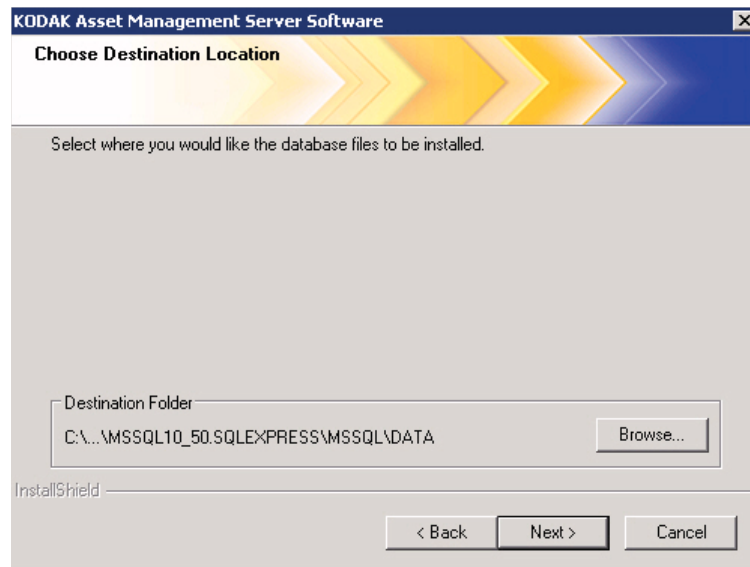 KODAK Asset Management Server Software
Choose Destination Location
Select where you would like the database files to be installed.
Destination Folder
C:\...\MSSQL10_50.SQLEXPRESS\MSSQL\DATA
Browse...
InstallShield
< Back
Next >
Cancel